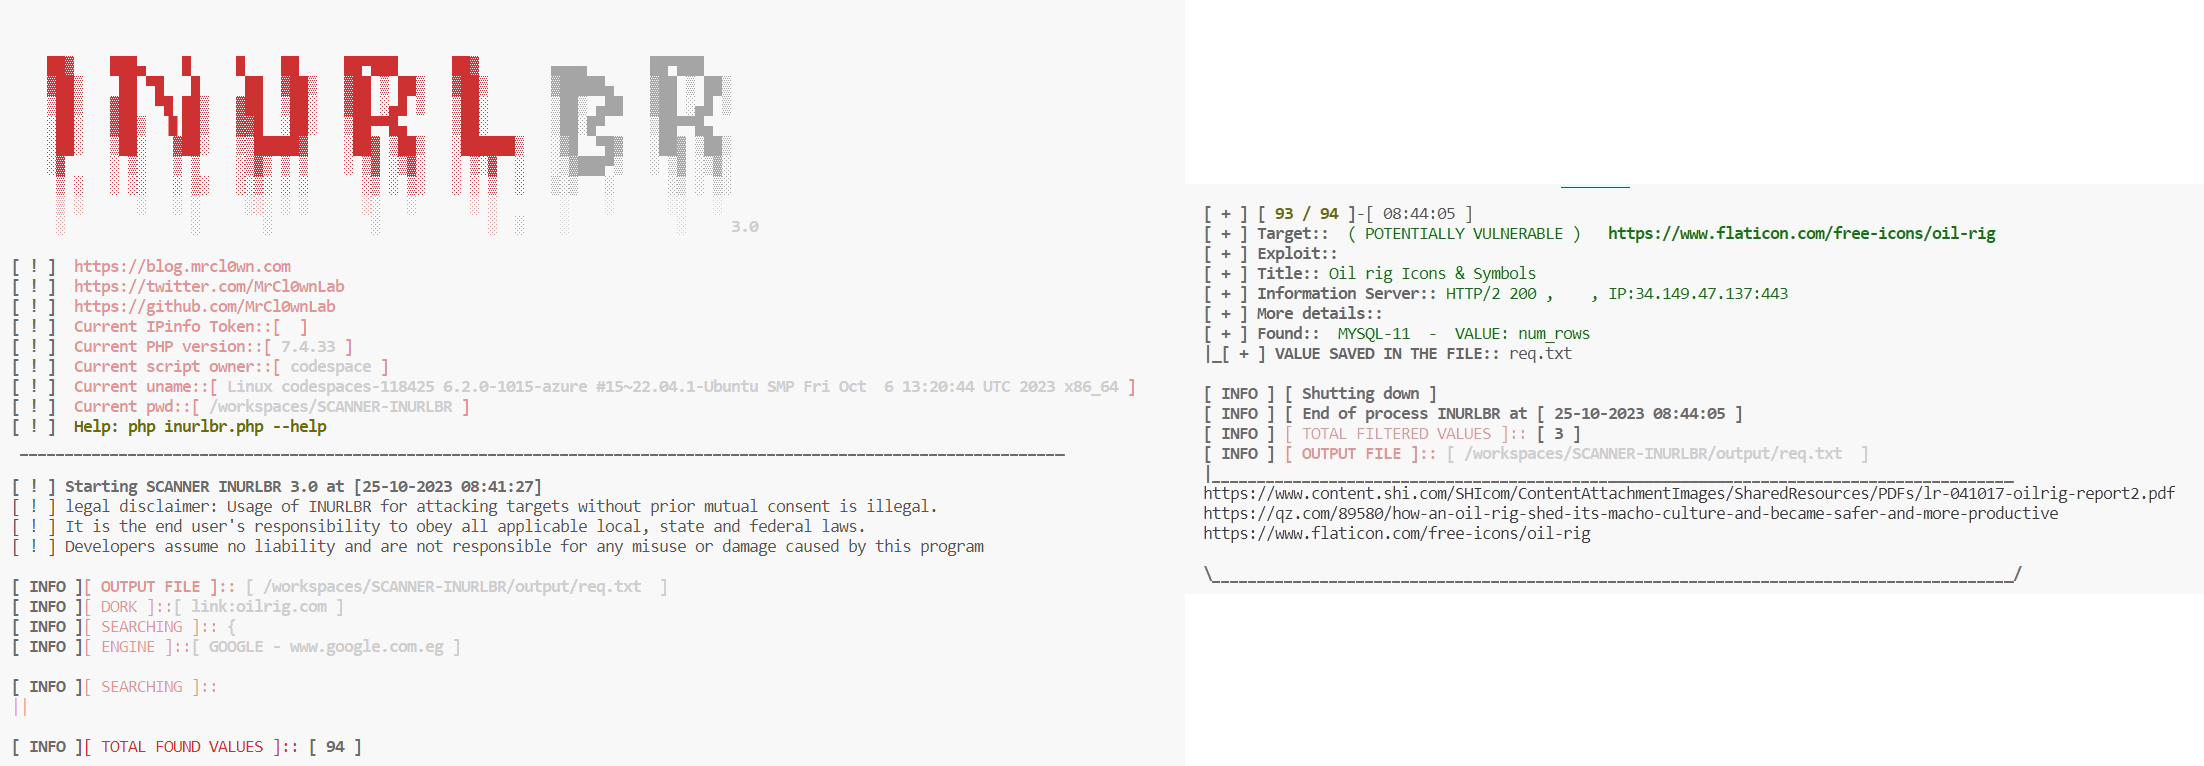 INURLBR
3.0
[ ! ] https://blog.mrcl0wn.com
[ ! ] https://twitter.com/MrCl0wnLab
[ ! ] https://github.com/MrCl0wnLab
[ ! ] Current IPinfo Token::[  ]
[ ! ] Current PHP version::[ 7.4.33 ]
[ ! ] Current script owner::[ codespace ]
[ ! ] Current uname::[ Linux codespaces-118425 6.2.0-1015-azure #15~22.04.1-Ubuntu SMP Fri Oct  6 13:20:44 UTC 2023 x86_64 ]
[ ! ] Current pwd::[ /workspaces/SCANNER-INURLBR ]
[ ! ] Help: php inurlbr.php --help
[ ! ] Starting SCANNER INURLBR 3.0 at [25-10-2023 08:41:27]
[ ! ] legal disclaimer: Usage of INURLBR for attacking targets without prior mutual consent is illegal.
[ ! ] It is the end user's responsibility to obey all applicable local, state and federal laws.
[ ! ] Developers assume no liability and are not responsible for any misuse or damage caused by this program
[ INFO ][ OUTPUT FILE ]:: [ /workspaces/SCANNER-INURLBR/output/req.txt  ]
[ INFO ][ DORK ]::[ link:oilrig.com ]
[ INFO ][ SEARCHING ]:: {
[ INFO ][ ENGINE ]::[ GOOGLE - www.google.com.eg ]
[ INFO ][ SEARCHING ]::
||
[ INFO ][ TOTAL FOUND VALUES ]:: [ 94 ]
[ + ] [ 93 / 94 ]-[ 08:44:05 ]
[ + ] Target::  ( POTENTIALLY VULNERABLE )   https://www.flaticon.com/free-icons/oil-rig
[ + ] Exploit::
[ + ] Title:: Oil rig Icons & Symbols
[ + ] Information Server:: HTTP/2 200 ,    , IP:34.149.47.137:443
[ + ] More details::
[ + ] Found::  MYSQL-11  -  VALUE: num_rows
|_[ + ] VALUE SAVED IN THE FILE:: req.txt
[ INFO ] [ Shutting down ]
[ INFO ] [ End of process INURLBR at [ 25-10-2023 08:44:05 ]
[ INFO ] [ TOTAL FILTERED VALUES ]:: [ 3 ]
[ INFO ] [ OUTPUT FILE ]:: [ /workspaces/SCANNER-INURLBR/output/req.txt  ]
https://www.content.shi.com/SHIcom/ContentAttachmentImages/SharedResources/PDFs/lr-041017-oilrig-report2.pdf
https://qz.com/89580/how-an-oil-rig-shed-its-macho-culture-and-became-safer-and-more-productive
https://www.flaticon.com/free-icons/oil-rig